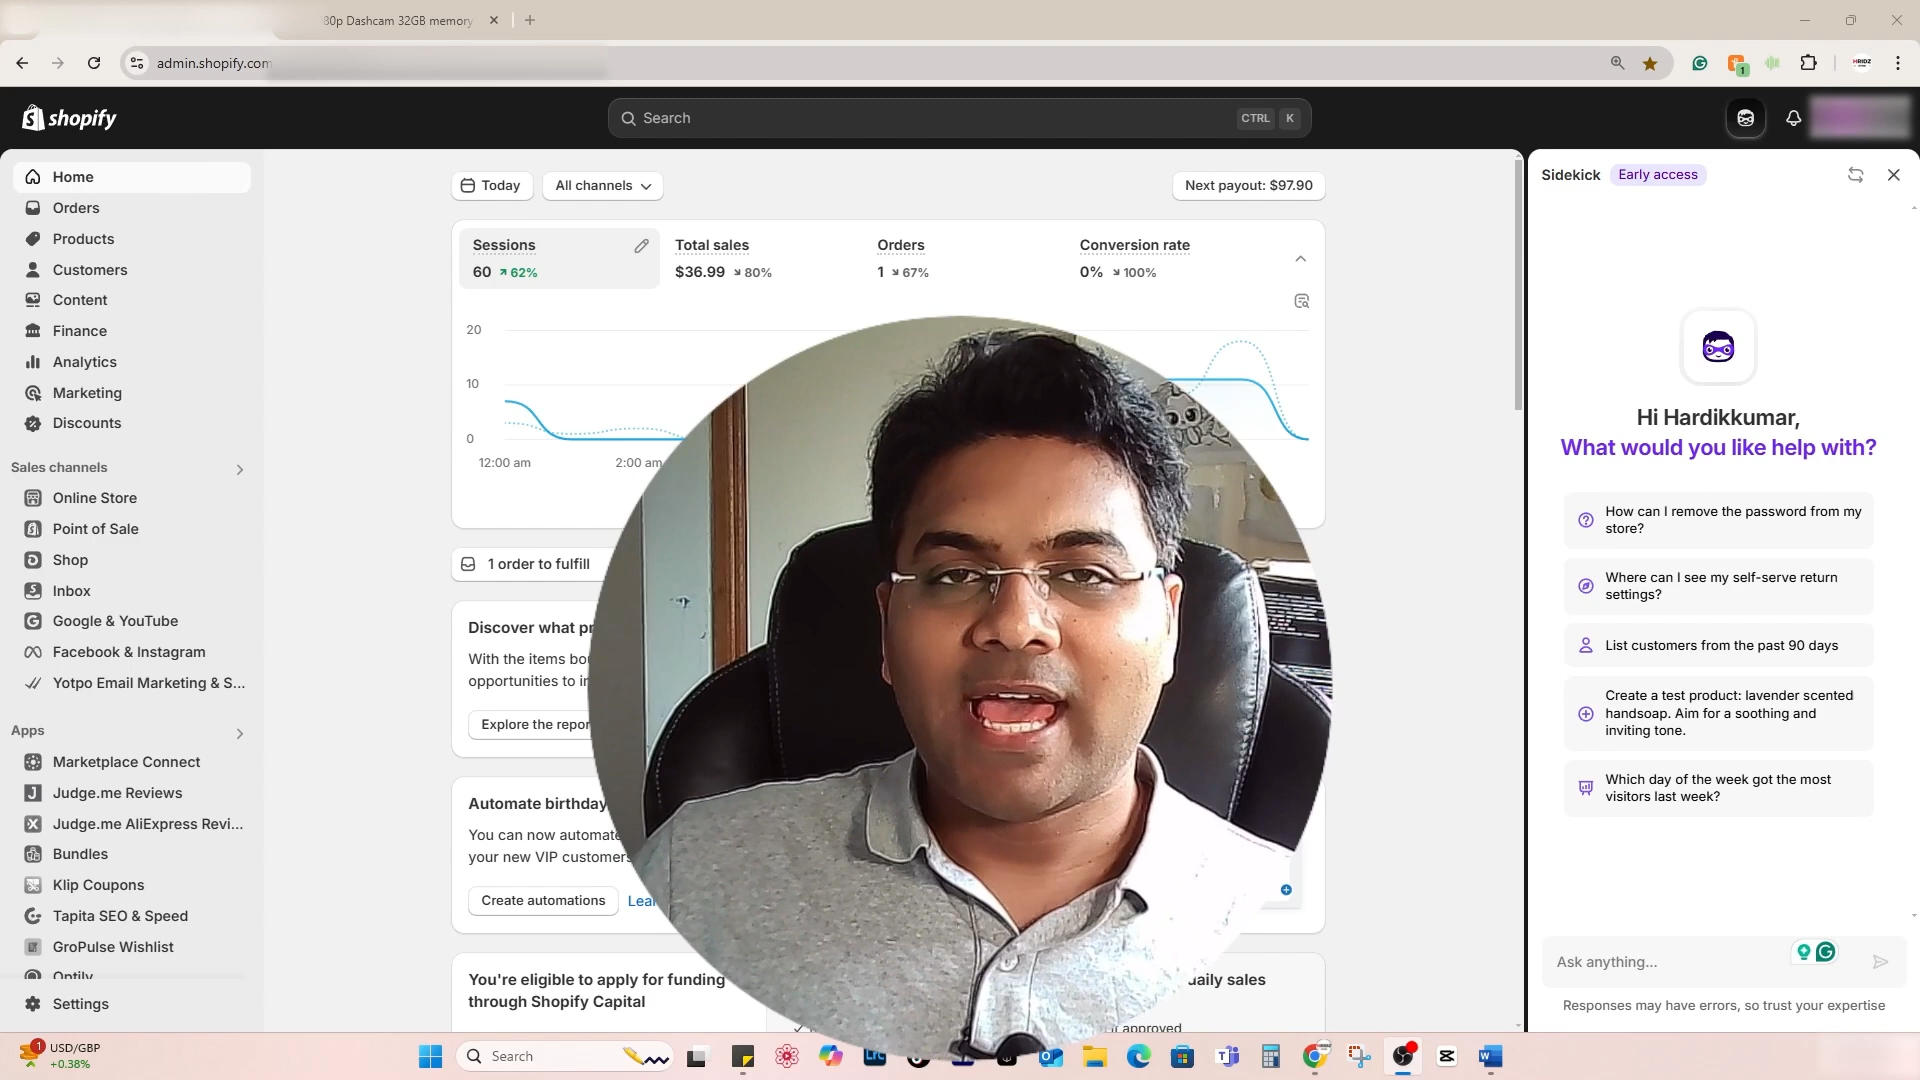 80p Dashcam 32GB memory
admin.shopify.com
HRIDZ
1
shopify
Search
CTRL K
Home
Orders
Products
Customers
Content
Finance
Analytics
Marketing
Discounts
Sales channels
Online Store
Point of Sale
Shop
Inbox
Google & YouTube
Facebook & Instagram
Yotpo Email Marketing & S...
Apps
Marketplace Connect
Judge.me Reviews
Judge.me AliExpress Revi...
Bundles
Klip Coupons
Tapita SEO & Speed
GroPulse Wishlist
Optily
Settings
Today
All channels
Next payout: $97.90
Sessions
60 62%
Total sales
$36.99 80%
Orders
1 67%
Conversion rate
0% 100%
20
10
0
12:00 am
2:00 am
1 order to fulfill
Discover what pr
With the items bo
opportunities to in
Explore the repor
Automate birthday
You can now automate
your new VIP customers
Create automations
Lear
You're eligible to apply for funding
through Shopify Capital
daily sales
approved
Sidekick Early access
Hi Hardikkumar,
What would you like help with?
How can I remove the password from my
store?
Where can I see my self-serve return
settings?
List customers from the past 90 days
Create a test product: lavender scented
handsoap. Aim for a soothing and
inviting tone.
Which day of the week got the most
visitors last week?
Ask anything...
Responses may have errors, so trust your expertise
1
USD/GBP
+0.38%
Search
LrC